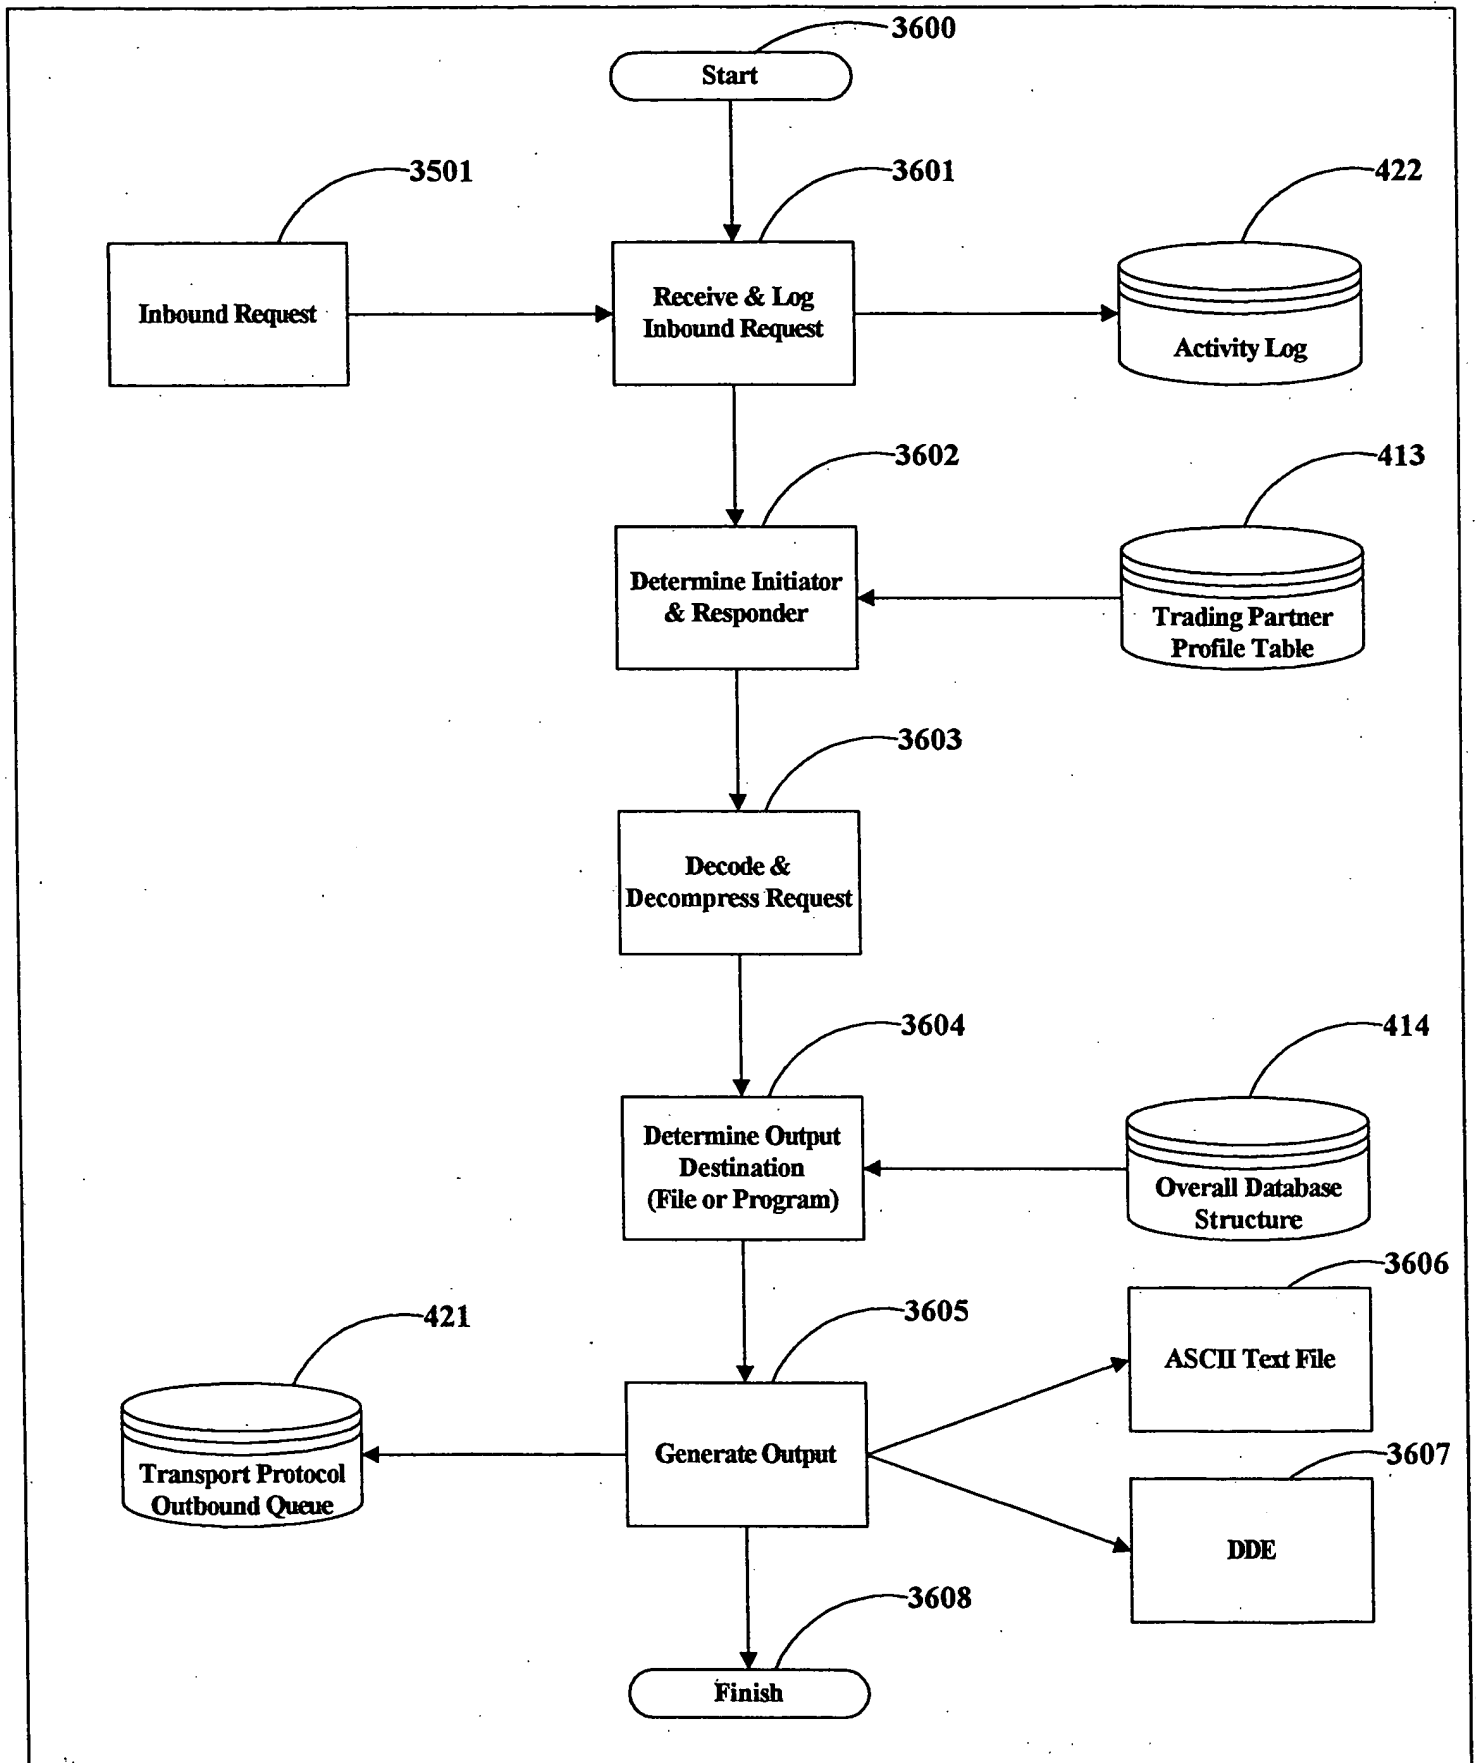 3600
Start
3501
3601
422
Inbound Request
Receive & Log
Inbound Request
Activity Log
3602
413
Determine Initiator
& Responder
Trading Partner
Profile Table
3603
Decode &
Decompress Request
3604
414
Determine Output
Destination
(File or Program)
Overall Database
Structure
3606
421
3605
ASCII Text File
Transport Protocol
Outbound Queue
Generate Output
3607
DDE
3608
Finish